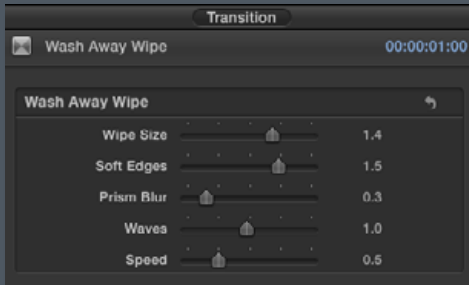 Transition
Wash Away Wipe 00:00:01:00
Wash Away Wipe
Wipe Size 1.4
Soft Edges 1.5
Prism Blur 0.3
Waves 1.0
Speed 0.5